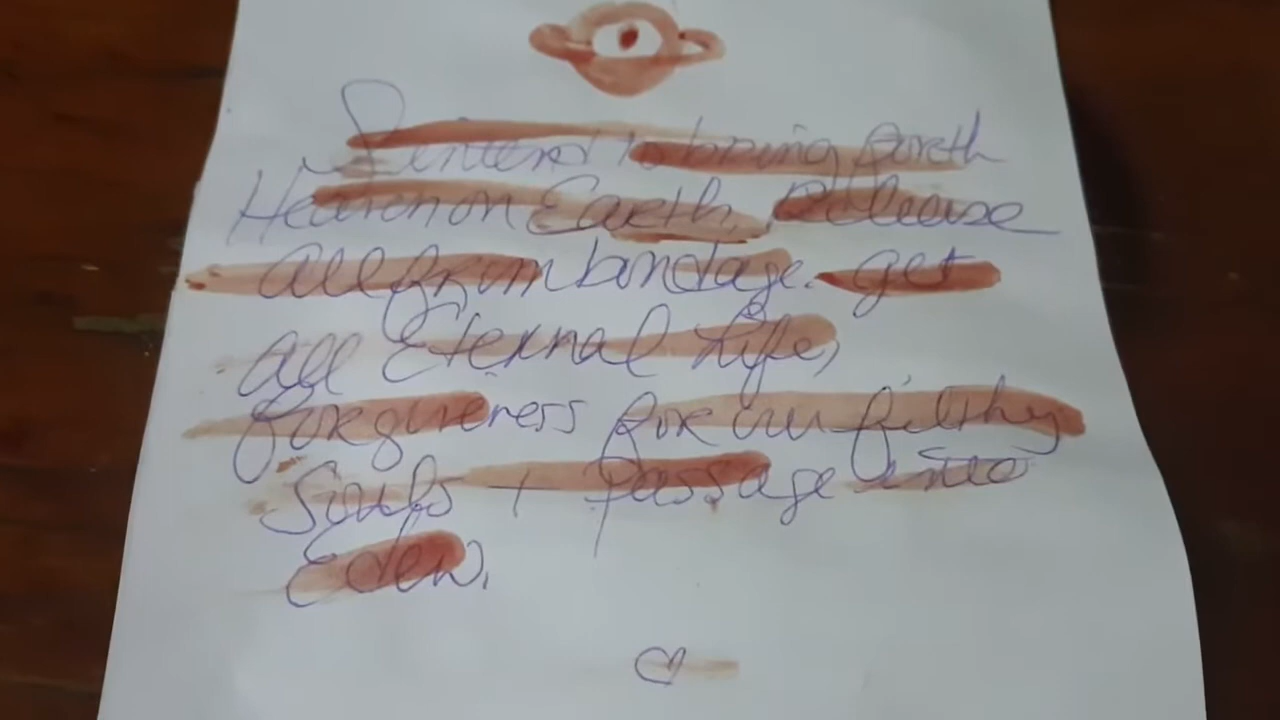 I intend to bring forth
Heaven on Earth, Release
all from bondage. get
all Eternal Life,
forgiveness for our filthy
Souls + passage into
Eden.